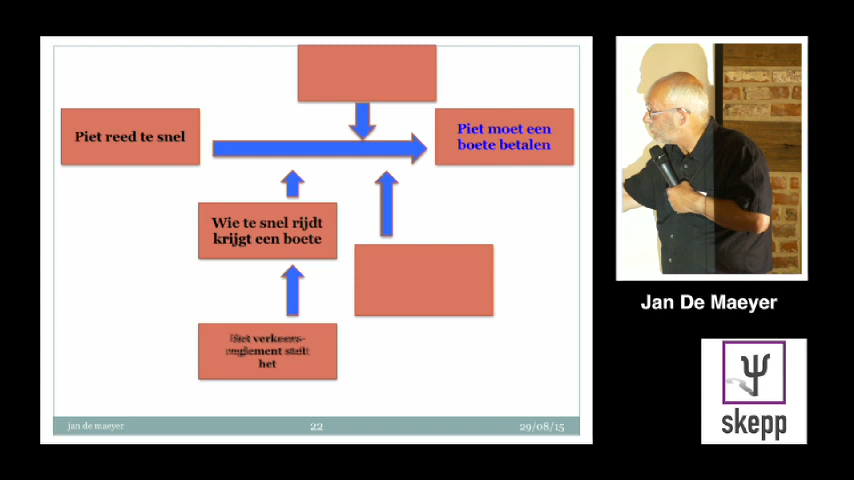 Piet reed te snel
Piet moet een
boete betalen
Wie te snel rijdt
krijgt een boete
verkeers-
reglement stelt
het
jan de maeyer
22
29/08/15
Jan De Maeyer
skepp